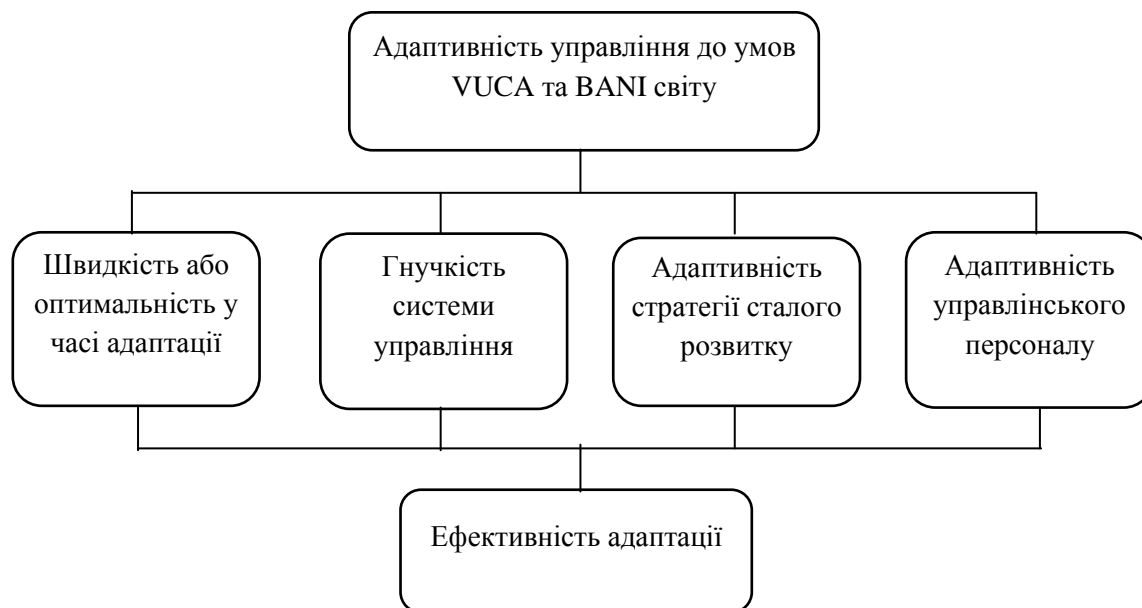 Адаптивність управління до умов
VUCA та BANI світу
Швидкість або
оптимальність у
часі адаптації
Гнучкість
системи
управління
Адаптивність
стратегії сталого
розвитку
Адаптивність
управлінського
персоналу
Ефективність адаптації